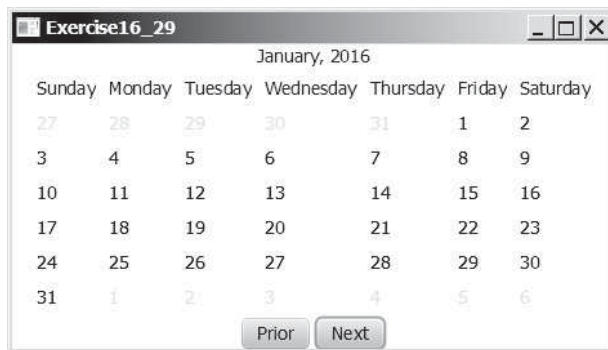 Exercise16_29
January, 2016
Sunday Monday Tuesday Wednesday Thursday Friday Saturday
27 28 29 30 31 1 2
3 4 5 6 7 8 9
10 11 12 13 14 15 16
17 18 19 20 21 22 23
24 25 26 27 28 29 30
31 1 2 3 4 5 6
Prior Next